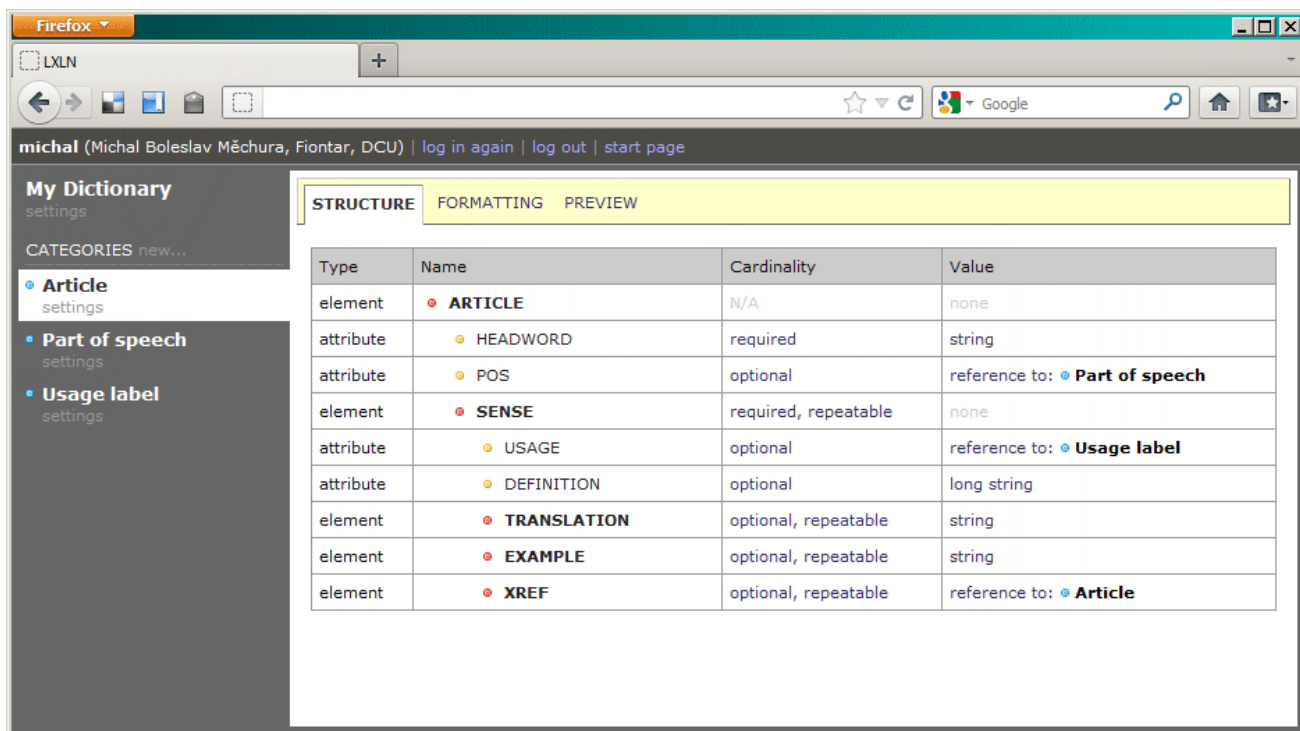 Firefox
LXLN
Google
michal (Michal Boleslav Měchura, Fiontar, DCU) | log in again | log out | start page
My Dictionary
settings
CATEGORIES new...
Article
settings
Part of speech
settings
Usage label
settings
STRUCTURE FORMATTING PREVIEW
Type Name Cardinality Value
element ARTICLE N/A none
attribute HEADWORD required string
attribute POS optional reference to: Part of speech
element SENSE required, repeatable none
attribute USAGE optional reference to: Usage label
attribute DEFINITION optional long string
element TRANSLATION optional, repeatable string
element EXAMPLE optional, repeatable string
element XREF optional, repeatable reference to: Article